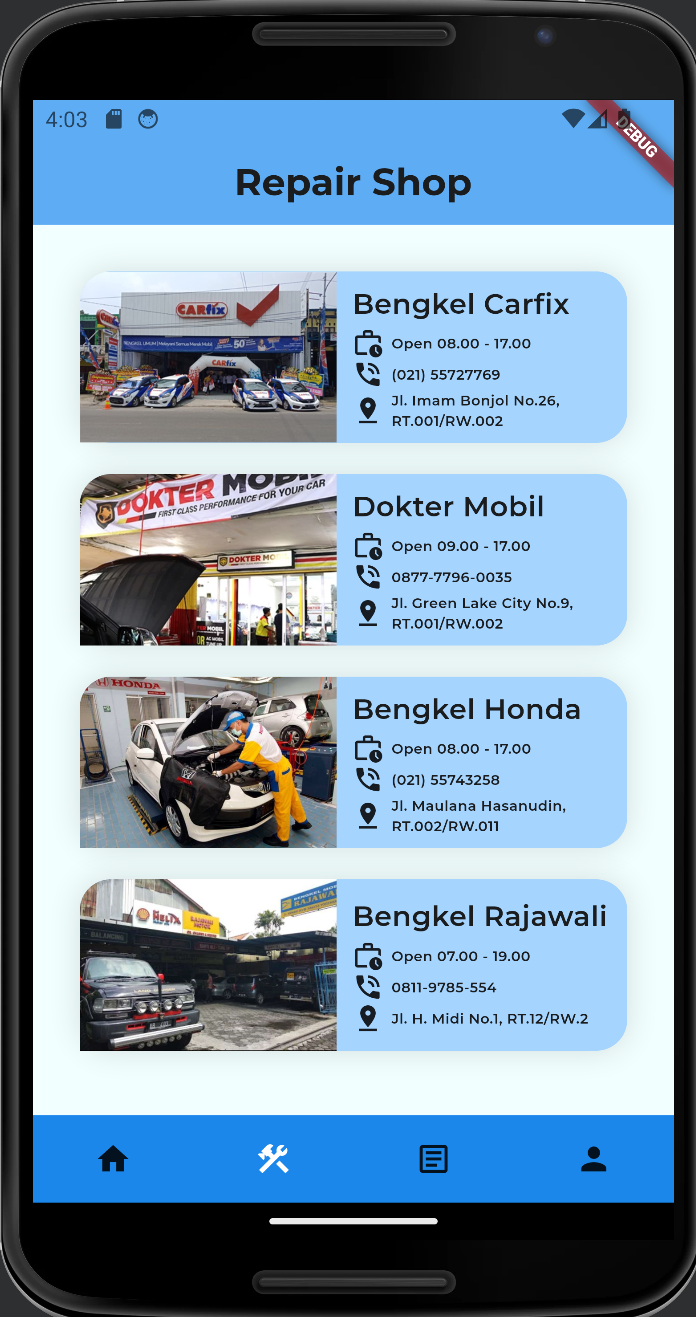 4:03
DEBUG
Repair Shop
CARfix
CARfix
Bengkel Carfix
Open 08.00 - 17.00
(021) 55727769
Jl. Imam Bonjol No.26,
RT.001/RW.002
DOKTER MOBIL
FIRST CLASS PERFORMANCE FOR YOUR CAR
DOKTER MO
Dokter Mobil
Open 09.00 - 17.00
0877-7796-0035
Jl. Green Lake City No.9,
RT.001/RW.002
HONDA
Bengkel Honda
Open 08.00 - 17.00
(021) 55743258
Jl. Maulana Hasanudin,
RT.002/RW.011
HELIX
Bengkel Rajawali
Open 07.00 - 19.00
0811-9785-554
Jl. H. Midi No.1, RT.12/RW.2